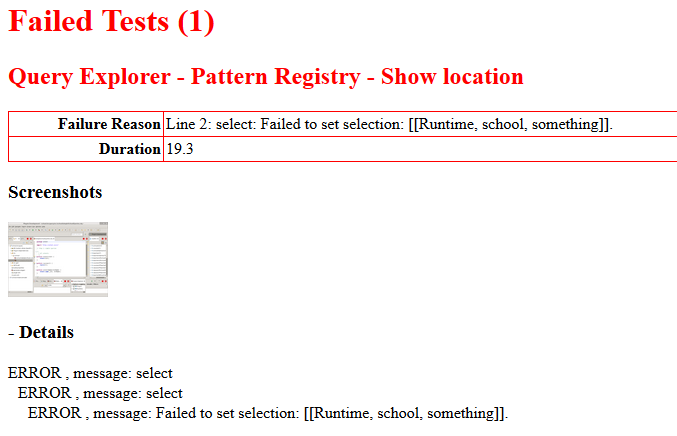 Failed Tests (1)
Query Explorer - Pattern Registry - Show location
Failure Reason Line 2: select: Failed to set selection: [[Runtime, school, something]].
Duration 19.3
Screenshots
- Details
ERROR , message: select
ERROR , message: select
ERROR , message: Failed to set selection: [[Runtime, school, something]].